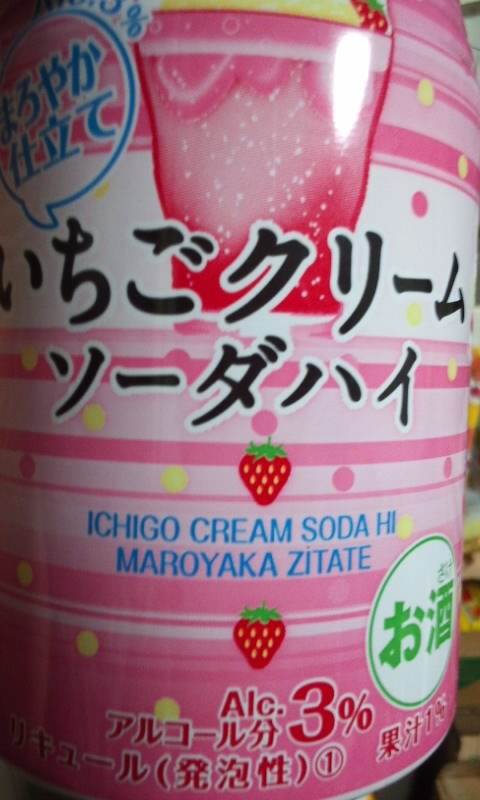 まろやか
仕立て
いちごクリーム
ソーダハイ
ICHIGO CREAM SODA HI
MAROYAKA ZiTATE
さけ
お酒
Alc.
アルコール分
3%
果汁1%
リキュール(発泡性)①